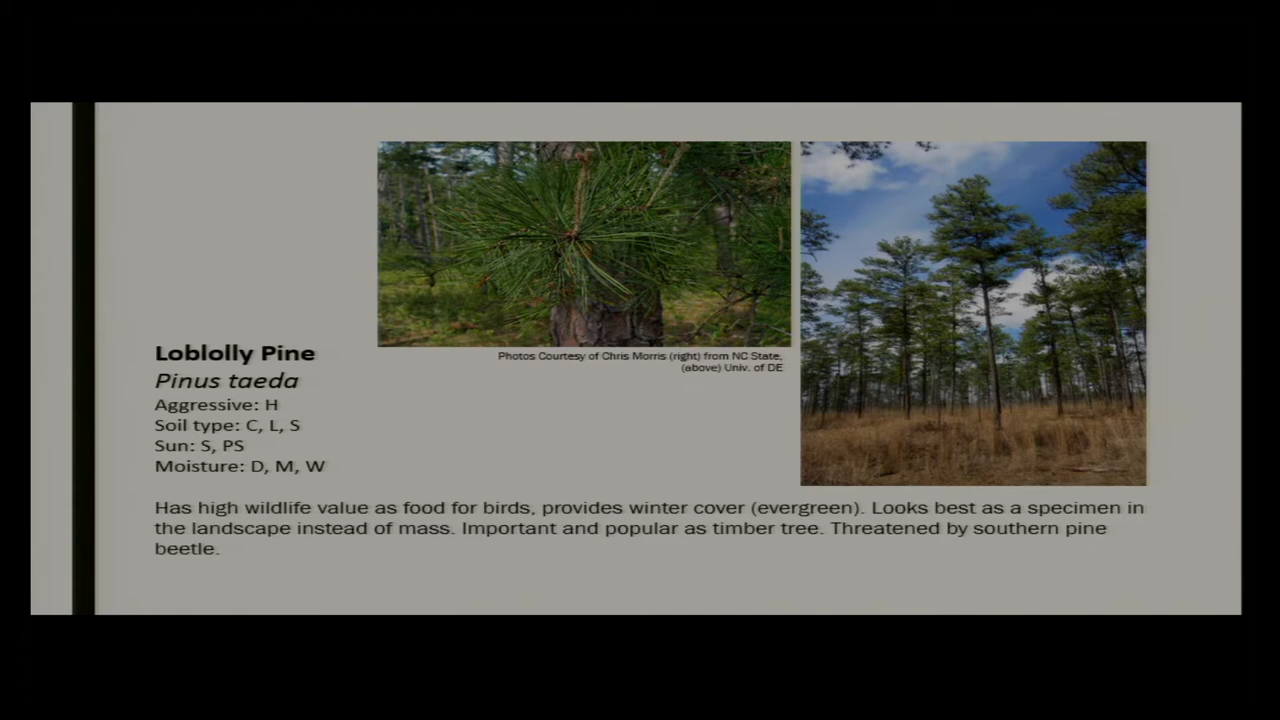 Photos Courtesy of Chris Morris (right) from NC State,
(above) Univ. of DE
Loblolly Pine
Pinus taeda
Aggressive: H
Soil type: C, L, S
Sun: S, PS
Moisture: D, M, W
Has high wildlife value as food for birds, provides winter cover (evergreen). Looks best as a specimen in
the landscape instead of mass. Important and popular as timber tree. Threatened by southern pine
beetle.